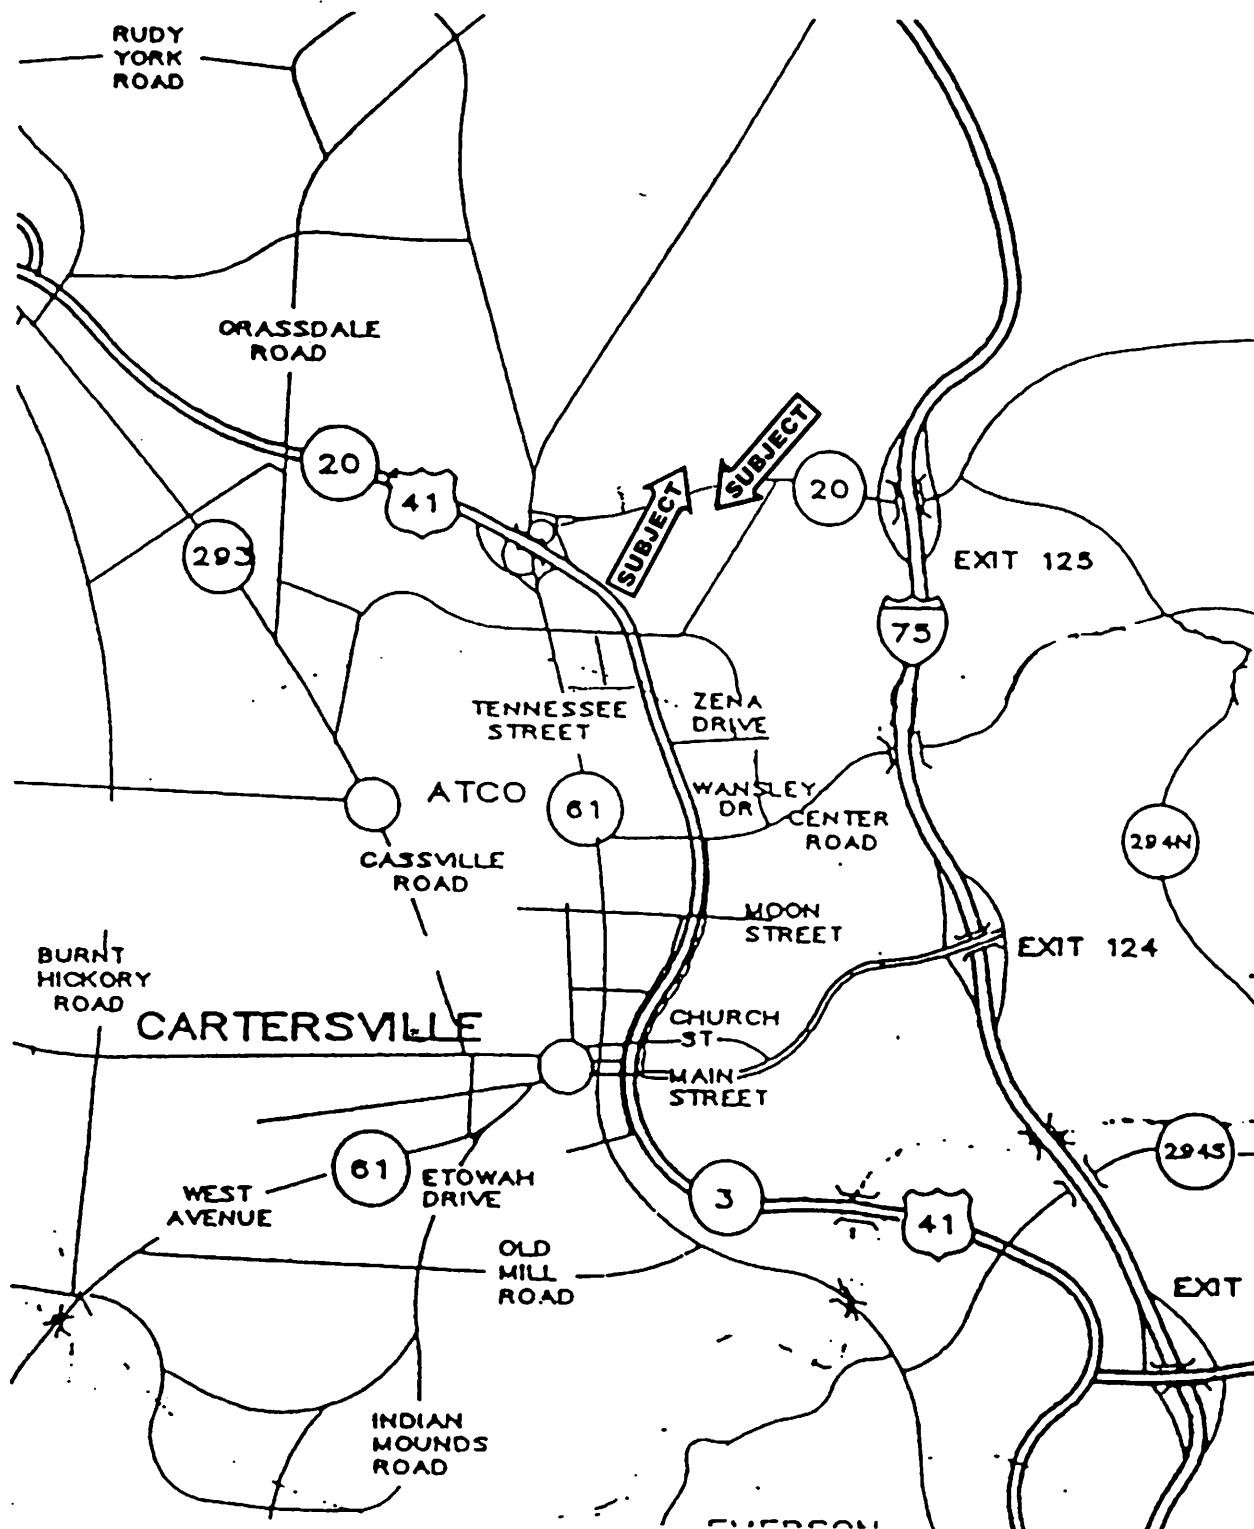 RUDY
YORK
ROAD
ORASSDALE
ROAD
SUBJECT
SUBJECT
20
41
20
293
EXIT 125
75
TENNESSEE
STREET
ZENA
DRIVE
ATCO
61
WANSLEY
DR
CENTER
ROAD
294N
CASSVILLE
ROAD
MOON
STREET
EXIT 124
BURNT
HICKORY
ROAD
CARTERSVILLE
CHURCH
ST
MAIN
STREET
61
ETOWAH
DRIVE
WEST
AVENUE
3
41
294S
OLD
MILL
ROAD
EXIT
INDIAN
MOUNDS
ROAD